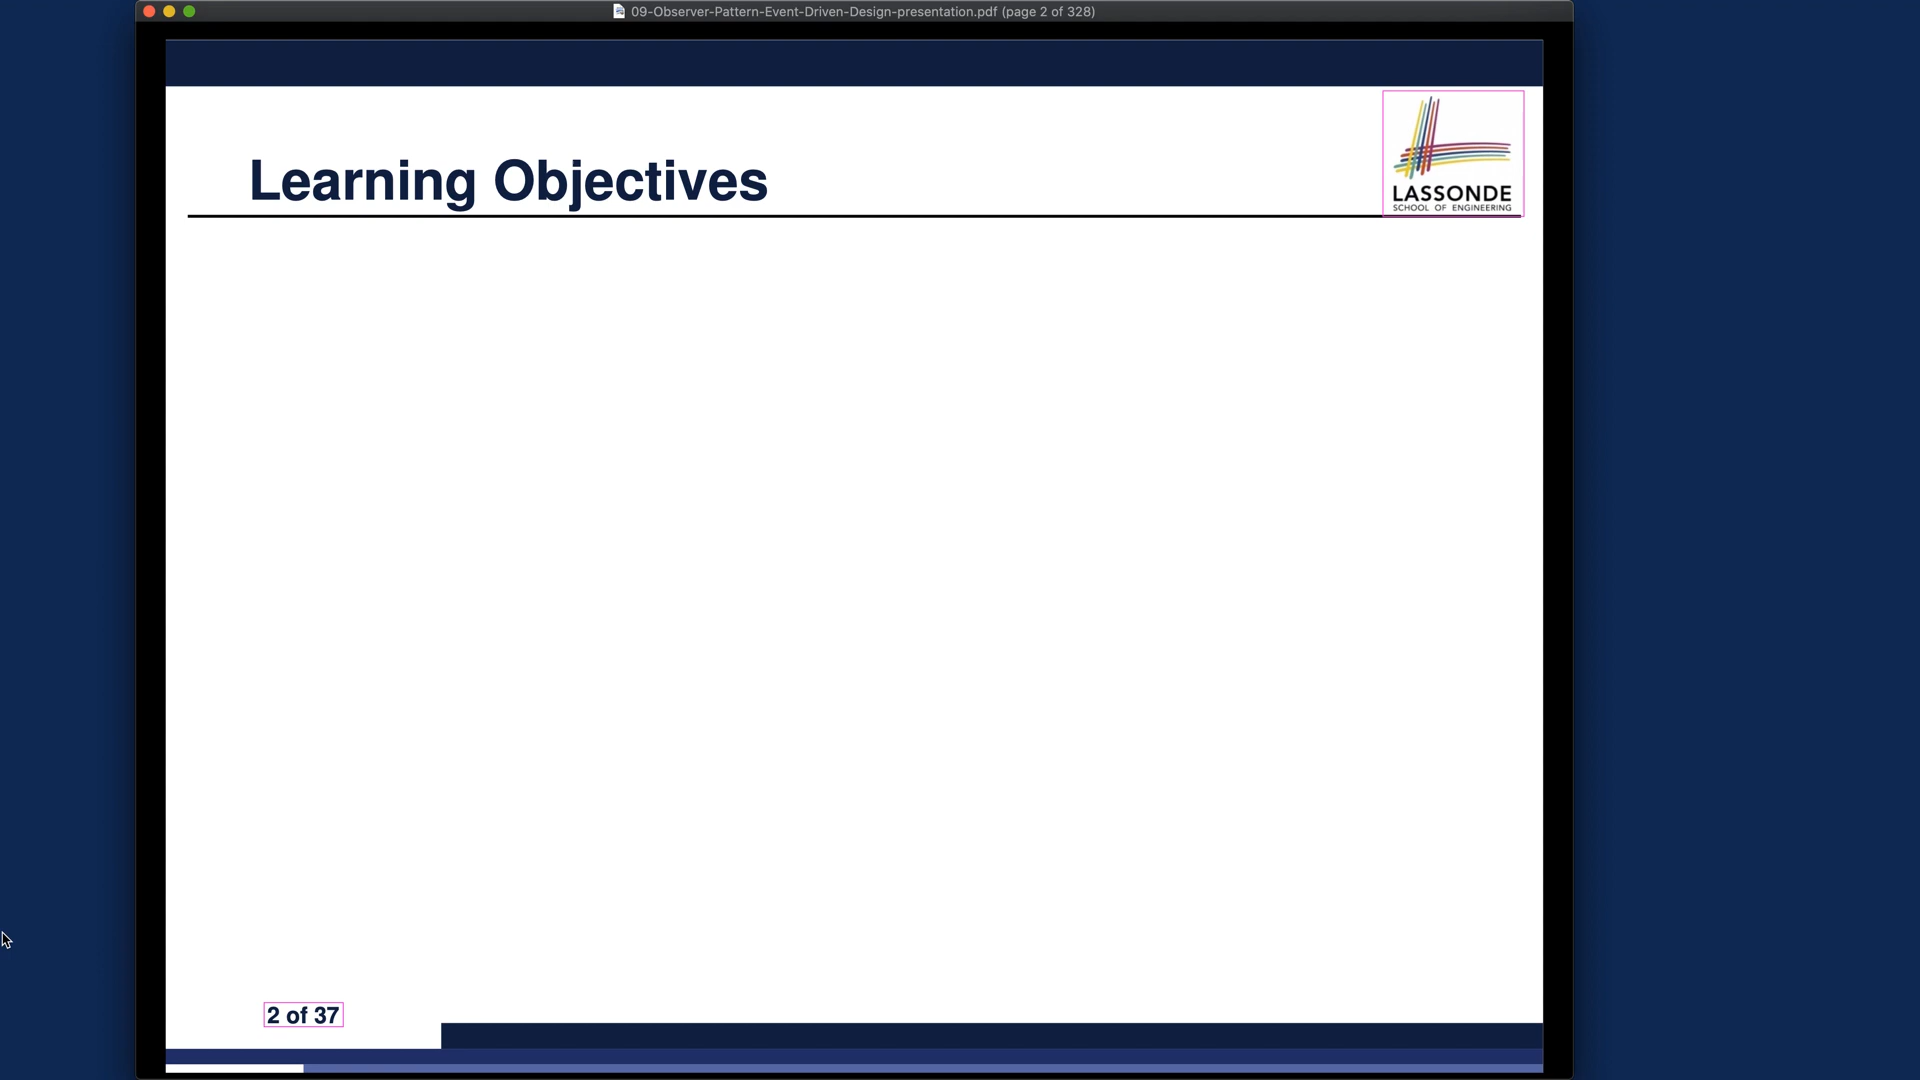 09-Observer-Pattern-Event-Driven-Design-presentation.pdf (page 2 of 328)
Learning Objectives
LASSONDE
SCHOOL OF ENGINEERING
2 of 37